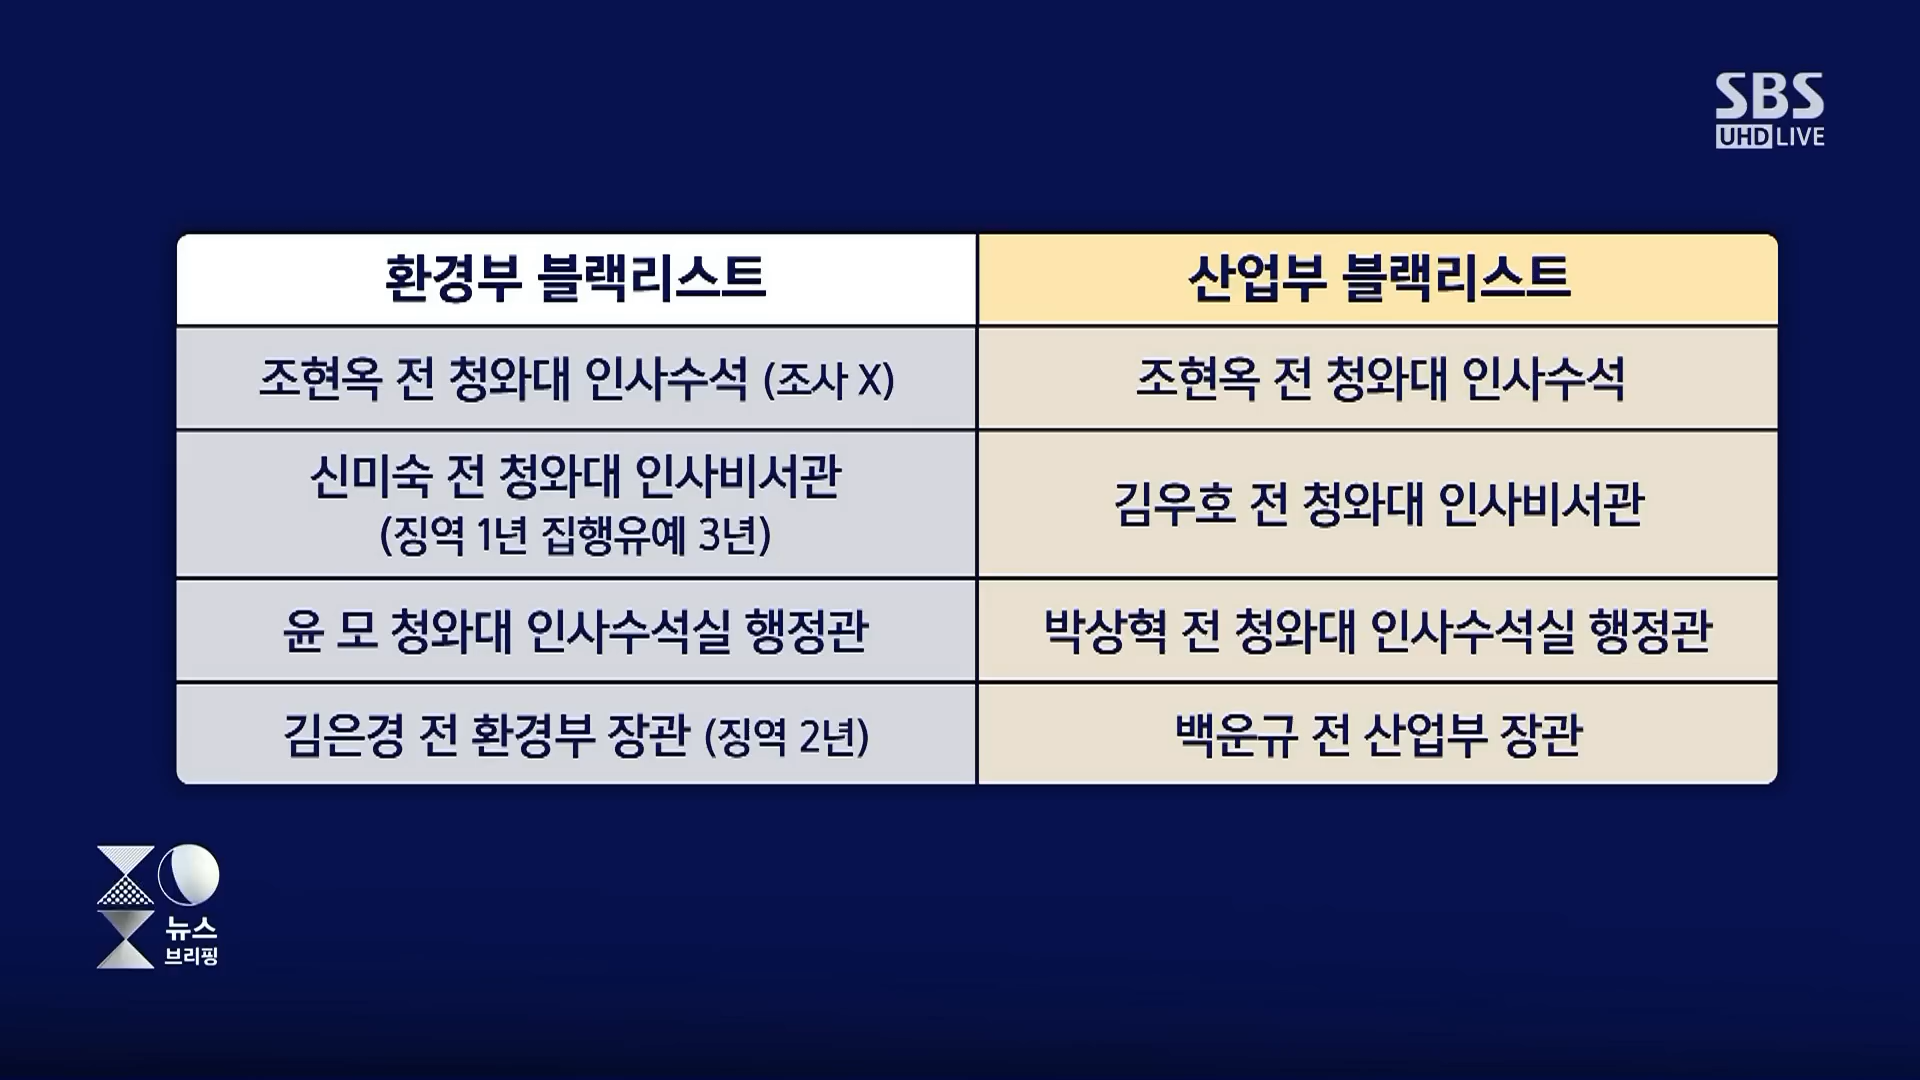 SBS
UHD LIVE
환경부 블랙리스트
산업부 블랙리스트
조현옥 전 청와대 인사수석 (조사 X)
조현옥 전 청와대 인사수석
신미숙 전 청와대 인사비서관
(징역 1년 집행유예 3년)
김우호 전 청와대 인사비서관
윤 모 청와대 인사수석실 행정관
박상혁 전 청와대 인사수석실 행정관
김은경 전 환경부 장관 (징역 2년)
백운규 전 산업부 장관
뉴스
브리핑